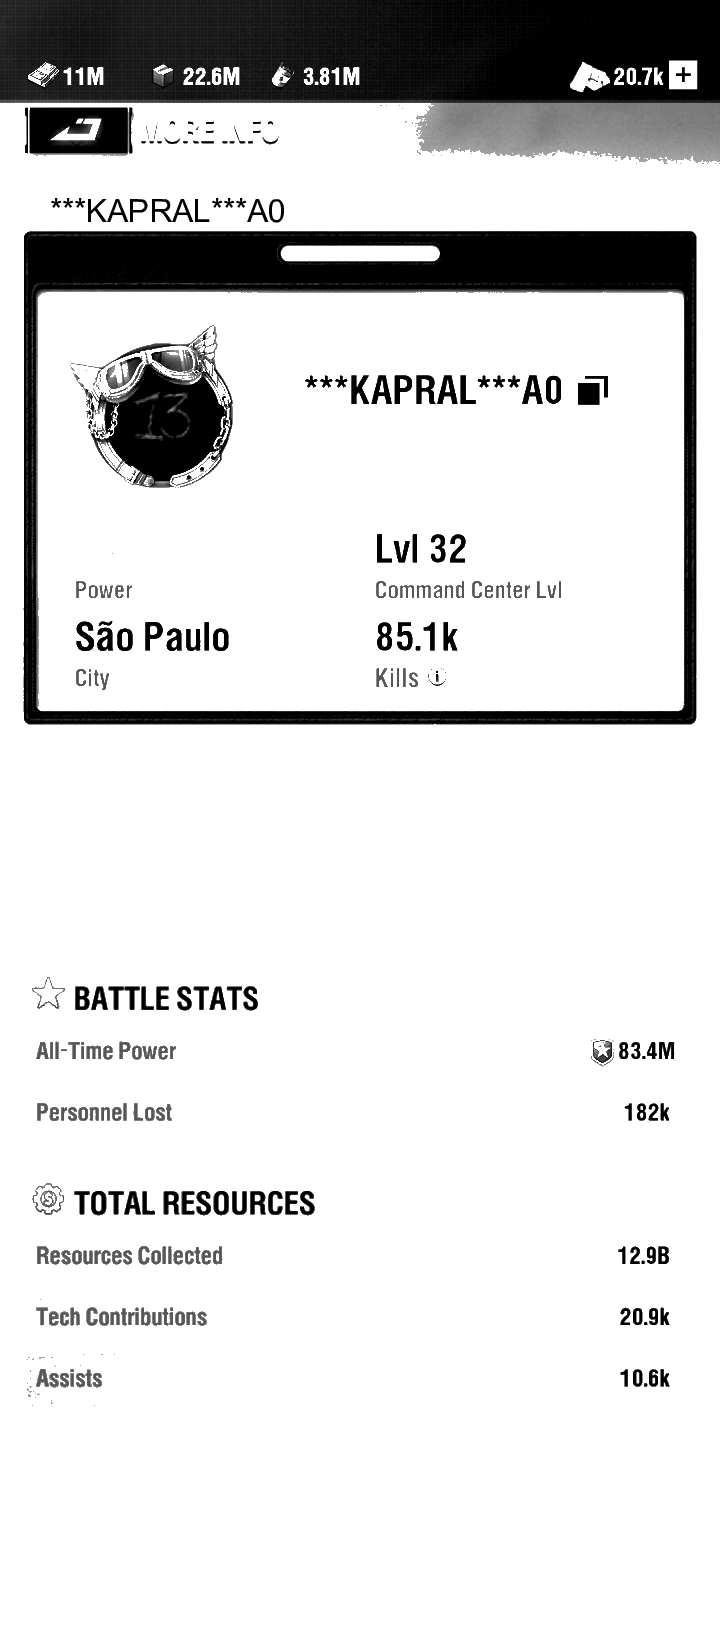 11M 22.6M 3.81M 20.7k +
MORE INFO
***KAPRAL***A0
13
***KAPRAL***A0
Lvl 32
Power Command Center Lvl
São Paulo 85.1k
City Kills i
BATTLE STATS
All-Time Power 83.4M
Personnel Lost 182k
TOTAL RESOURCES
Resources Collected 12.9B
Tech Contributions 20.9k
Assists 10.6k